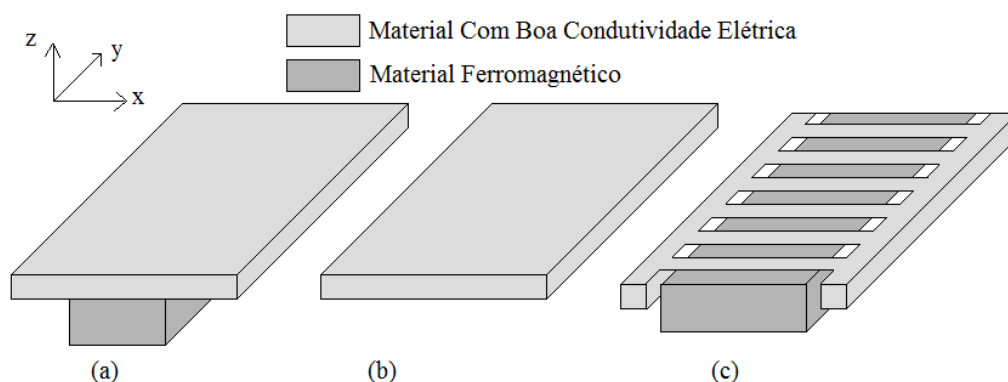 Material Com Boa Condutividade Elétrica
Material Ferromagnético
z
y
x
(a)
(b)
(c)